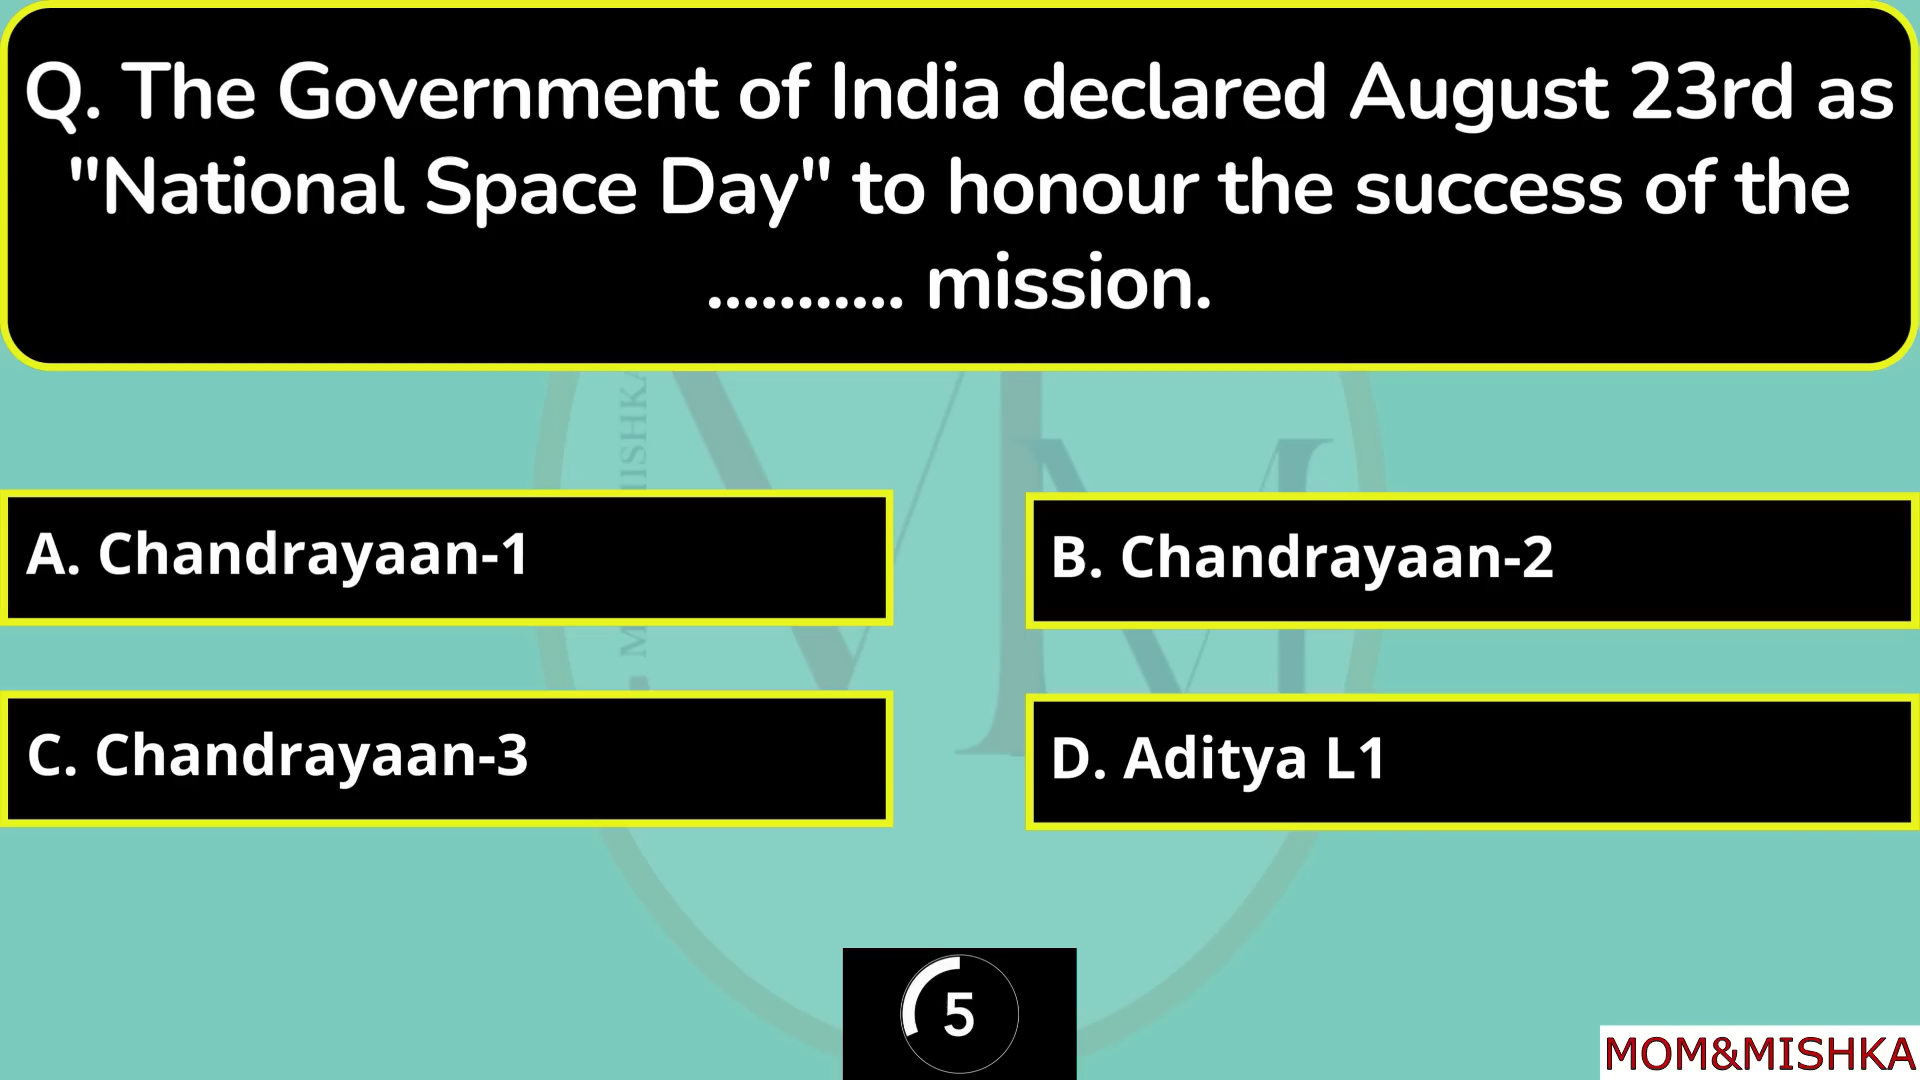 Q. The Government of India declared August 23rd as
"National Space Day" to honour the success of the
........... mission.
A. Chandrayaan-1
B. Chandrayaan-2
C. Chandrayaan-3
D. Aditya L1
5
MOM&MISHKA